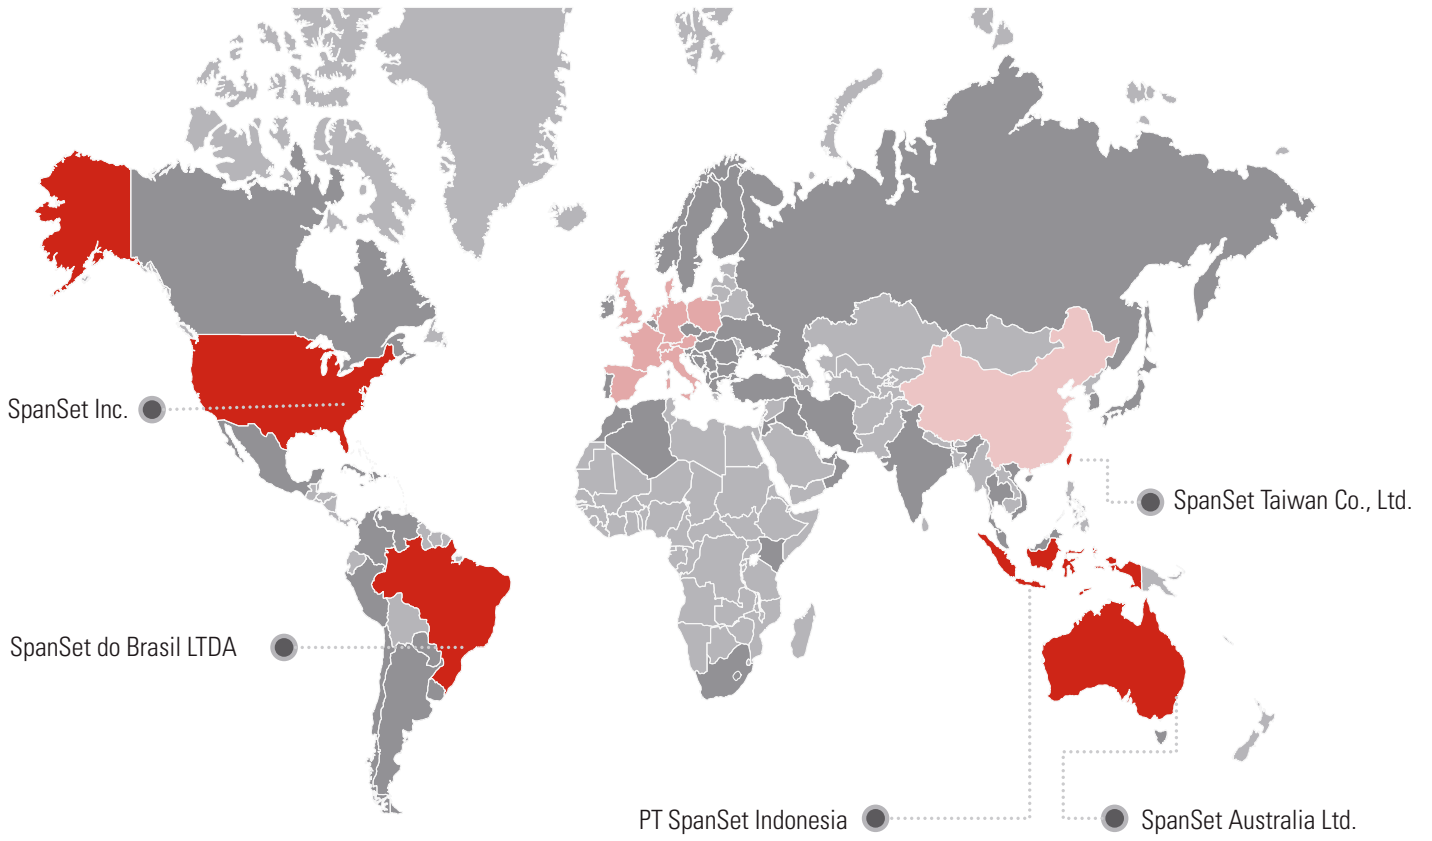 SpanSet Inc.
SpanSet Taiwan Co., Ltd.
SpanSet do Brasil LTDA
PT SpanSet Indonesia
SpanSet Australia Ltd.